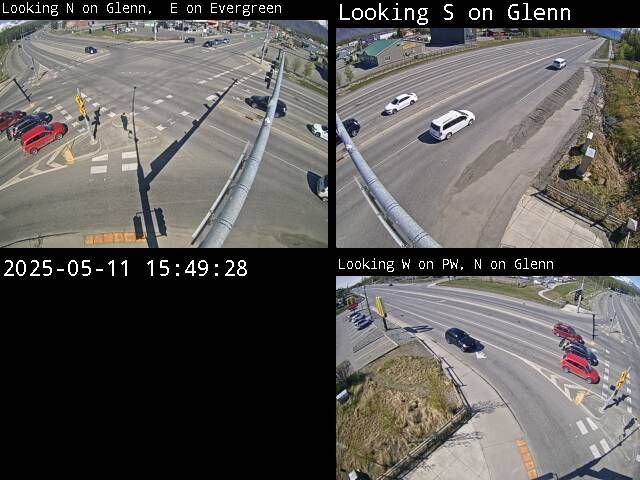 Looking N on Glenn,  E on Evergreen
Looking S on Glenn
2025-05-11 15:49:28
Looking W on PW, N on Glenn